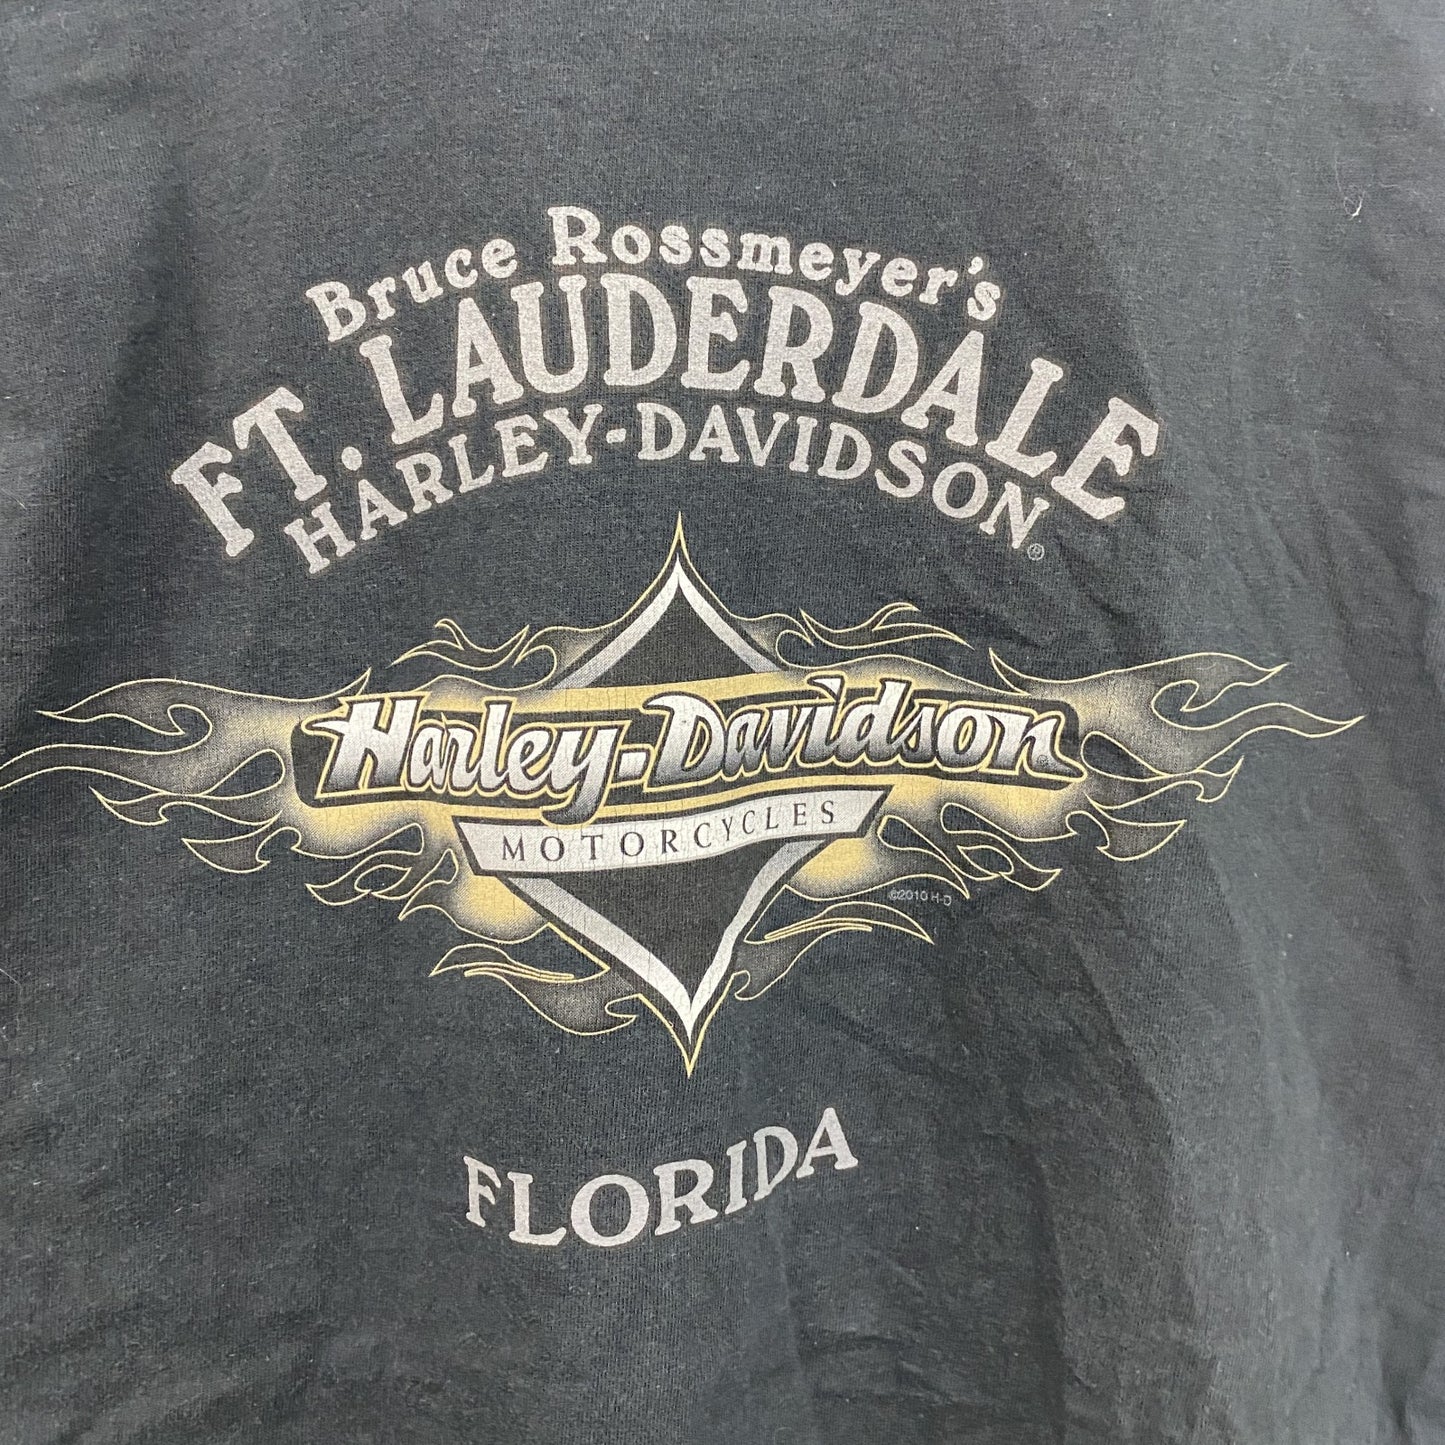 Bruce Rossmeyer's
FT. LAUDERDALE
HARLEY-DAVIDSON®
Harley-Davidson®
MOTORCYCLES
©2010 H-D
FLORIDA